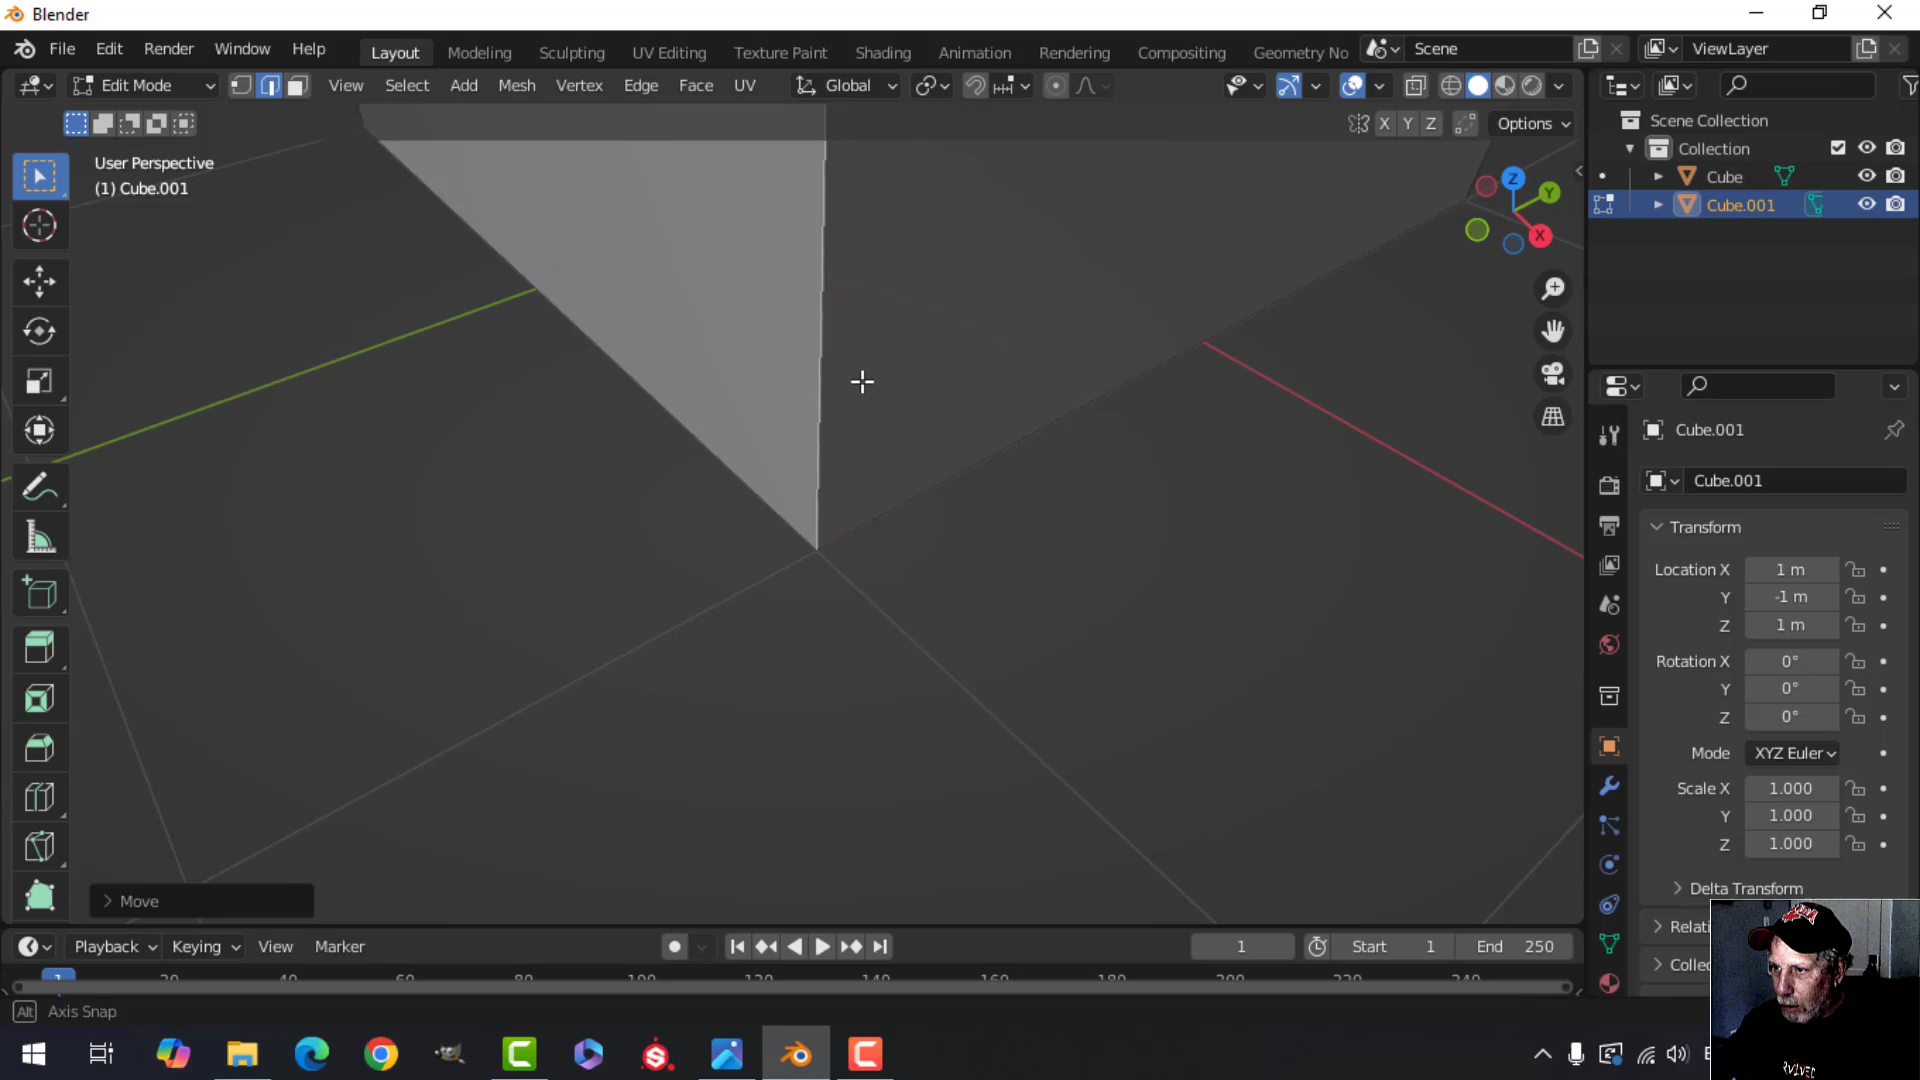 Blender
File Edit Render Window Help Layout Modeling Sculpting UV Editing Texture Paint Shading Animation Rendering Compositing Geometry No Scene ViewLayer
Edit Mode View Select Add Mesh Vertex Edge Face UV Global
X Y Z Options
User Perspective
(1) Cube.001
Z
Y
X
Scene Collection
Collection
Cube
Cube.001
Cube.001
Cube.001
Transform
Location X 1 m
Y -1 m
Z 1 m
Rotation X 0°
Y 0°
Z 0°
Mode XYZ Euler
Scale X 1.000
Y 1.000
Z 1.000
Delta Transform
Relati
Collec
Move
Playback Keying View Marker 1 Start 1 End 250
1 20 40 60 80 100 120 140 160 180 200 220 240
Alt Axis Snap